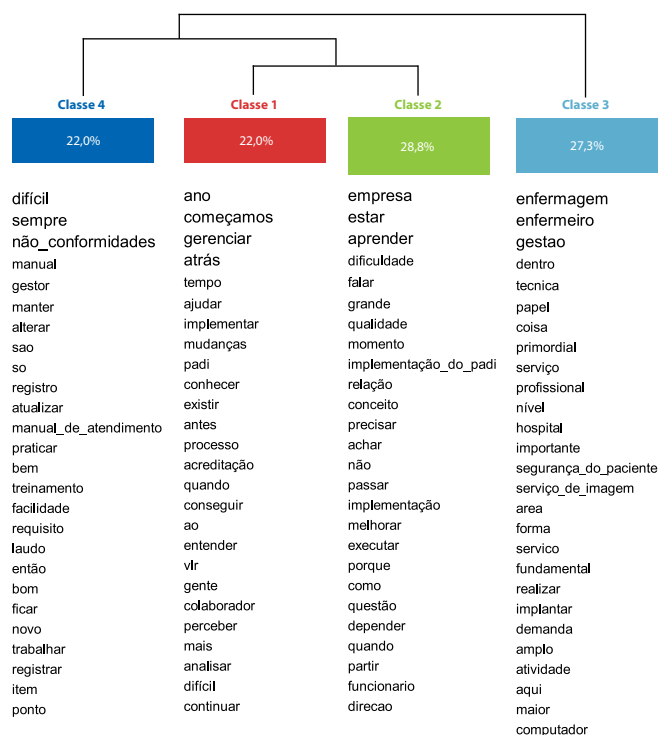 Classe 4
22,0%
difícil
sempre
não_conformidades
manual
gestor
manter
alterar
sao
so
registro
atualizar
manual_de_atendimento
praticar
bem
treinamento
facilidade
requisito
laudo
então
bom
ficar
novo
trabalhar
registrar
item
ponto
Classe 1
22,0%
ano
começamos
gerenciar
atrás
tempo
ajudar
implementar
mudanças
padi
conhecer
existir
antes
processo
acreditação
quando
conseguir
ao
entender
vlr
gente
colaborador
perceber
mais
analisar
difícil
continuar
Classe 2
28,8%
empresa
estar
aprender
dificuldade
falar
grande
qualidade
momento
implementação_do_padi
relação
conceito
precisar
achar
não
passar
implementação
melhorar
executar
porque
como
questão
depender
quando
partir
funcionario
direcao
Classe 3
27,3%
enfermagem
enfermeiro
gestao
dentro
tecnica
papel
coisa
primordial
serviço
profissional
nível
hospital
importante
segurança_do_paciente
serviço_de_imagem
area
forma
servico
fundamental
realizar
implantar
demanda
amplo
atividade
aqui
maior
computador